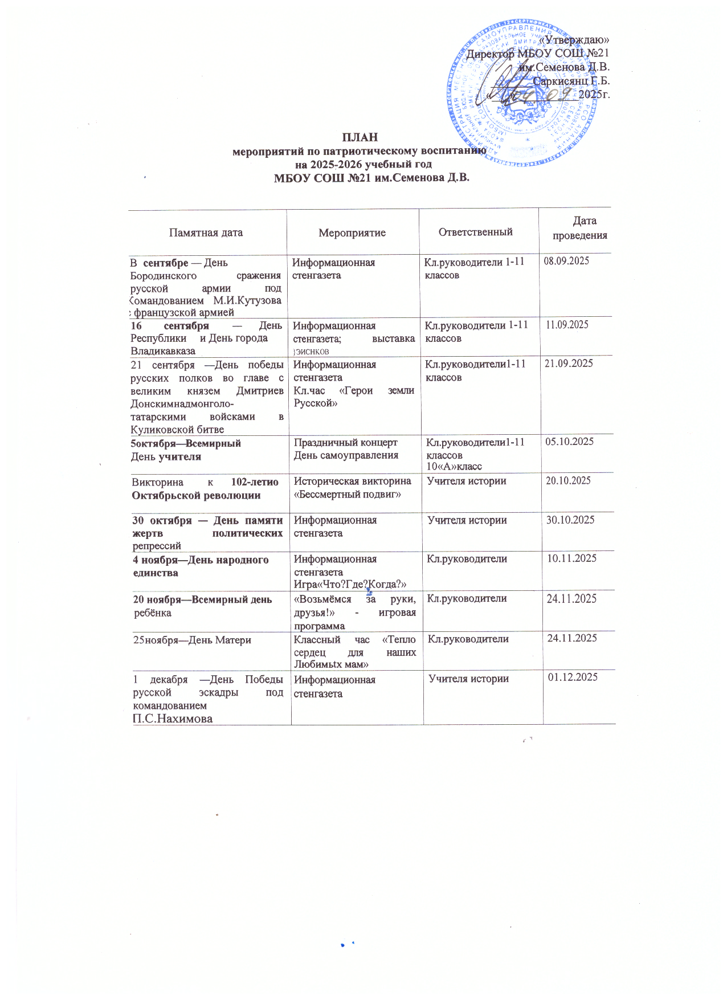 «Утверждаю»
Директор МБОУ СОШ №21
им.Семенова Д.В.
Саркисянц Г.Б.
« 04. 09 2025г.
ПЛАН
мероприятий по патриотическому воспитанию
на 2025-2026 учебный год
МБОУ СОШ №21 им.Семенова Д.В.
Памятная дата
Мероприятие
Ответственный
Дата
проведения
В сентябре — День
Бородинского сражения
русской армии под
Командованием М.И.Кутузова
французской армией
Информационная
стенгазета
Кл.руководители 1-11
классов
08.09.2025
16 сентября — День
Республики и День города
Владикавказа
Информационная
стенгазета; выставка
Кл.руководители 1-11
классов
11.09.2025
21 сентября —День победы
русских полков во главе с
великим князем Дмитриев
Донскимнадмонголо-
татарскими войсками в
Куликовской битве
Информационная
стенгазета
Кл.час «Герои земли
Русской»
Кл.руководители1-11
классов
21.09.2025
5октября—Всемирный
День учителя
Праздничный концерт
День самоуправления
Кл.руководители1-11
классов
10«А»класс
05.10.2025
Викторина к 102-летио
Октябрьской революции
Историческая викторина
«Бессмертный подвиг»
Учителя истории
20.10.2025
30 октября — День памяти
жертв политических
репрессий
Информационная
стенгазета
Учителя истории
30.10.2025
4 ноября—День народного
единства
Информационная
стенгазета
Игра«Что?Где?Когда?»
Кл.руководители
10.11.2025
20 ноября—Всемирный день
ребёнка
«Возьмёмся за руки,
друзья!» - игровая
программа
Кл.руководители
24.11.2025
25ноября—День Матери
Классный час «Тепло
сердец для наших
Любимыtх мам»
Кл.руководители
24.11.2025
1 декабря —День Победы
русской эскадры под
командованием
П.С.Нахимова
Информационная
стенгазета
Учителя истории
01.12.2025